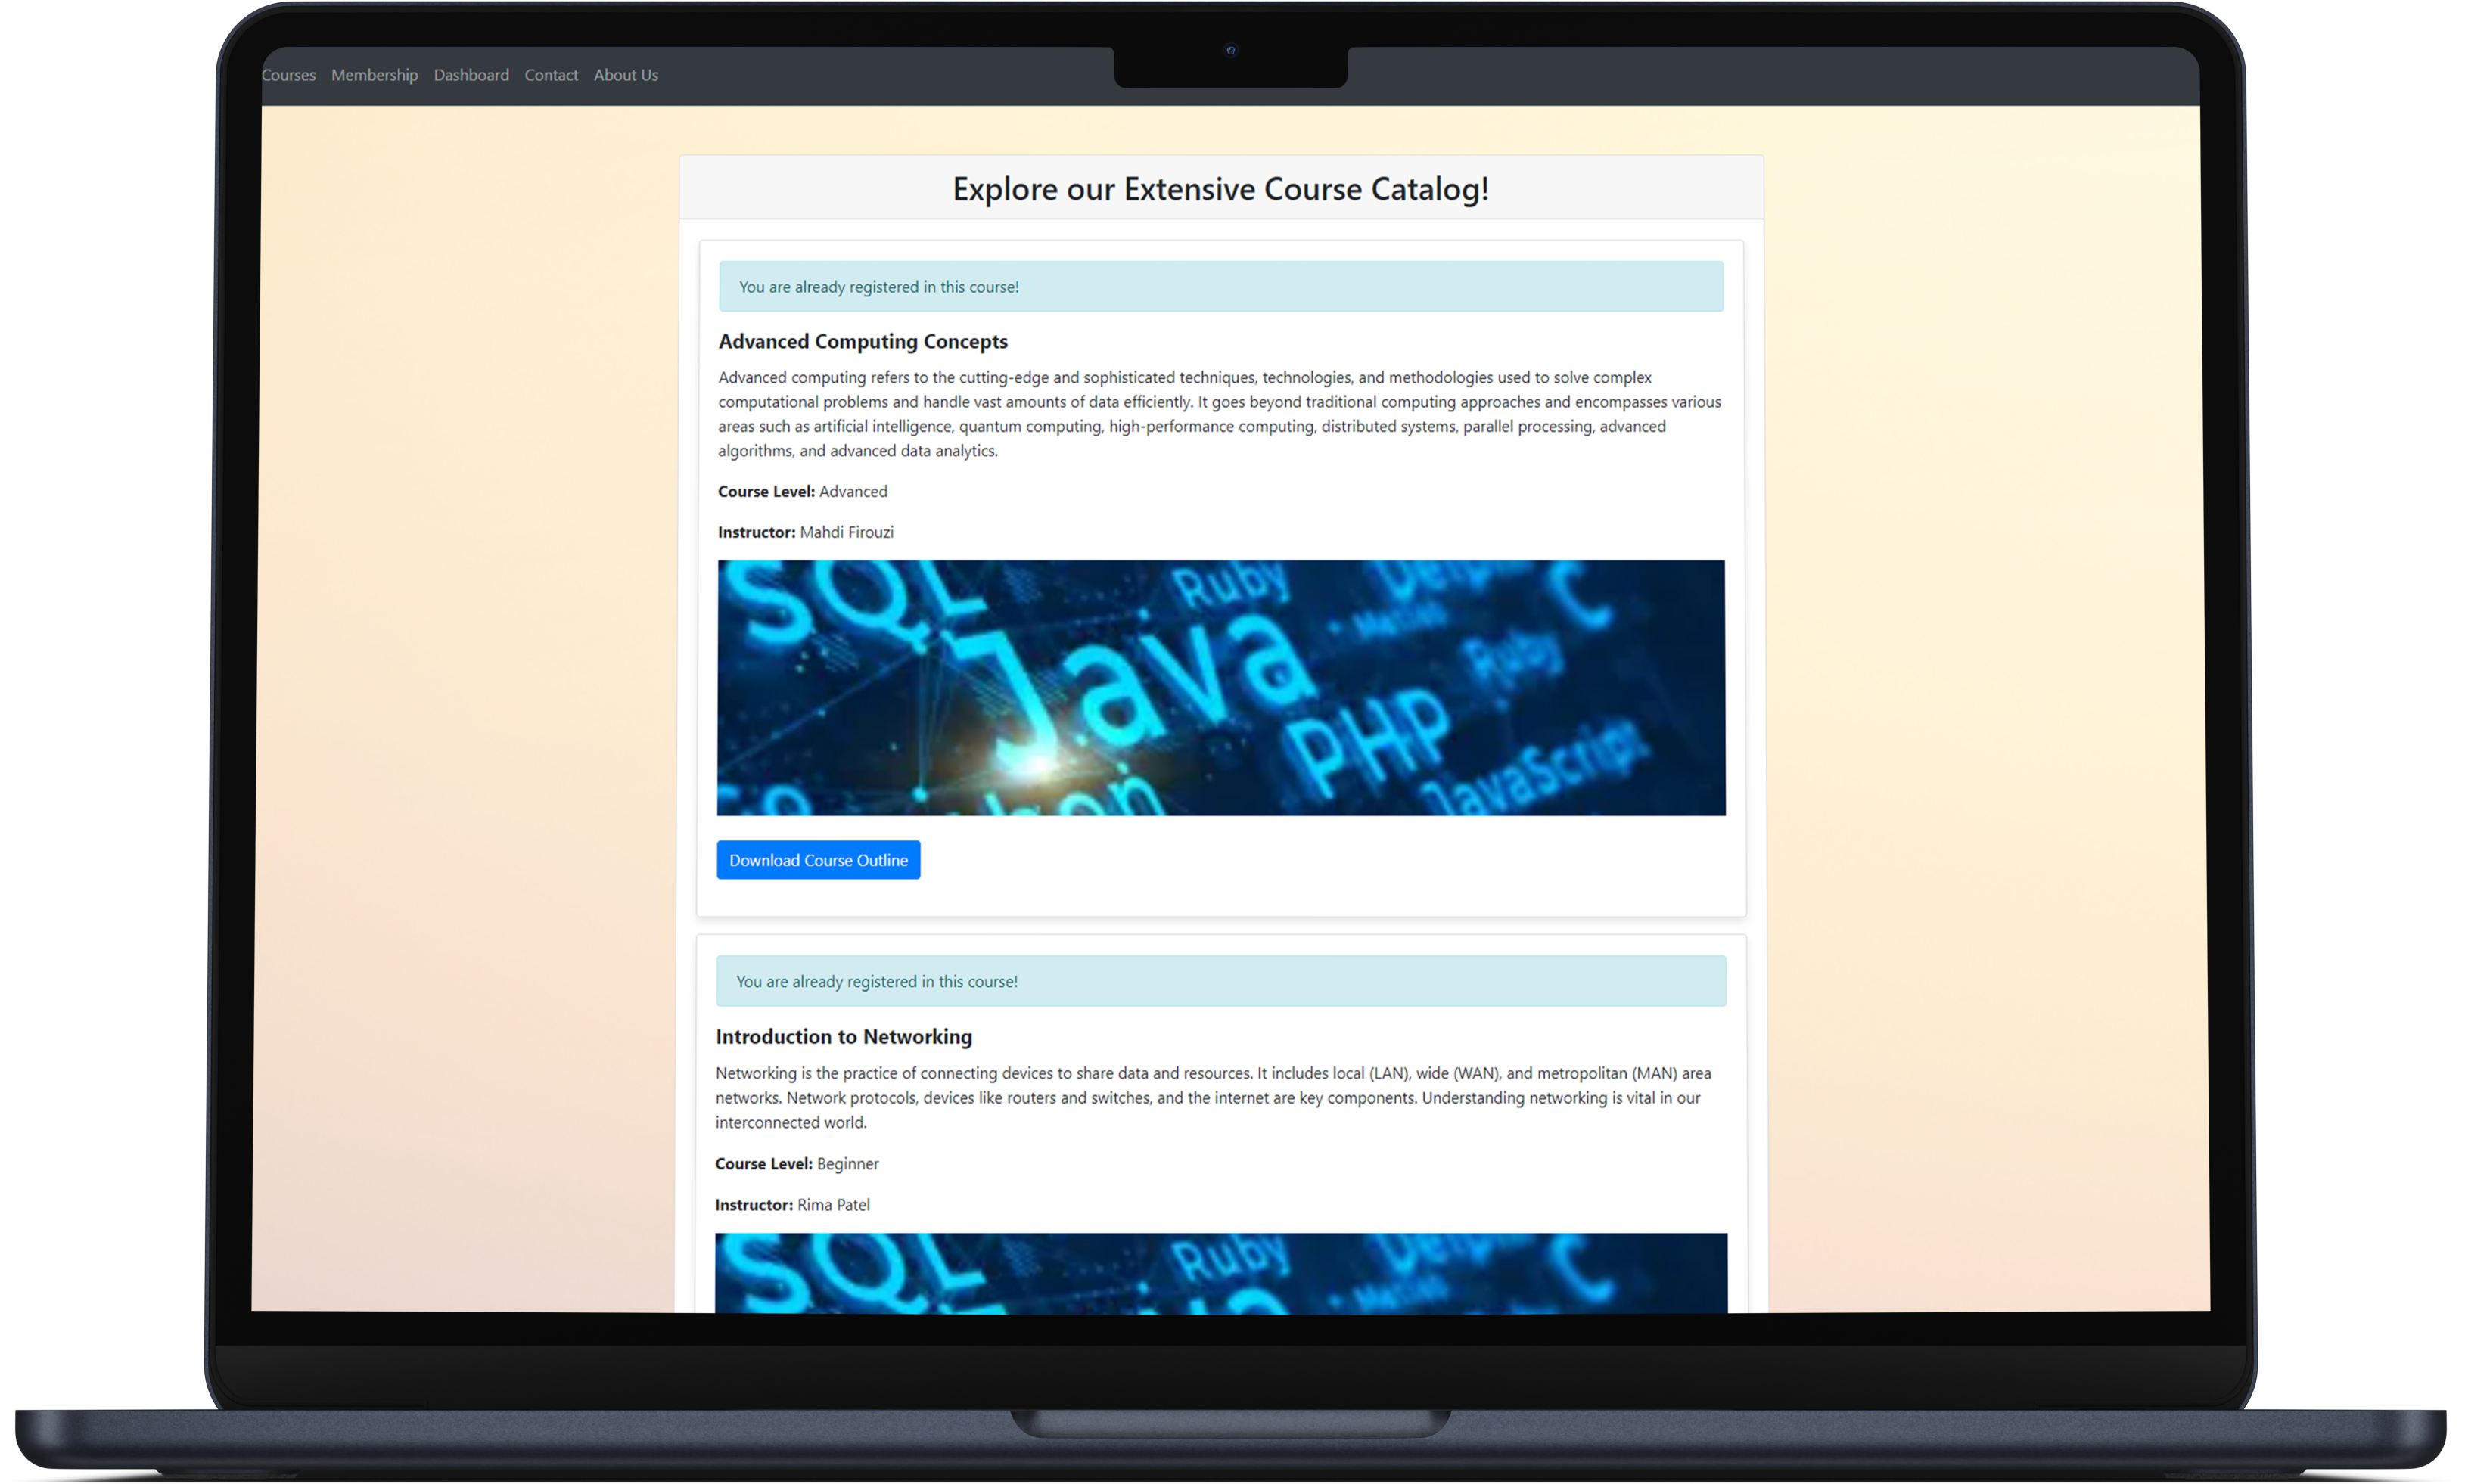 Courses Membership Dashboard Contact About Us
Explore our Extensive Course Catalog!
You are already registered in this course!
Advanced Computing Concepts
Advanced computing refers to the cutting-edge and sophisticated techniques, technologies, and methodologies used to solve complex
computational problems and handle vast amounts of data efficiently. It goes beyond traditional computing approaches and encompasses various
areas such as artificial intelligence, quantum computing, high-performance computing, distributed systems, parallel processing, advanced
algorithms, and advanced data analytics.
Course Level: Advanced
Instructor: Mahdi Firouzi
SQL
Ruby
C
Java
Ruby
PHP
JavaScript
Download Course Outline
You are already registered in this course!
Introduction to Networking
Networking is the practice of connecting devices to share data and resources. It includes local (LAN), wide (WAN), and metropolitan (MAN) area
networks. Network protocols, devices like routers and switches, and the internet are key components. Understanding networking is vital in our
interconnected world.
Course Level: Beginner
Instructor: Rima Patel
SQL
Ruby
C